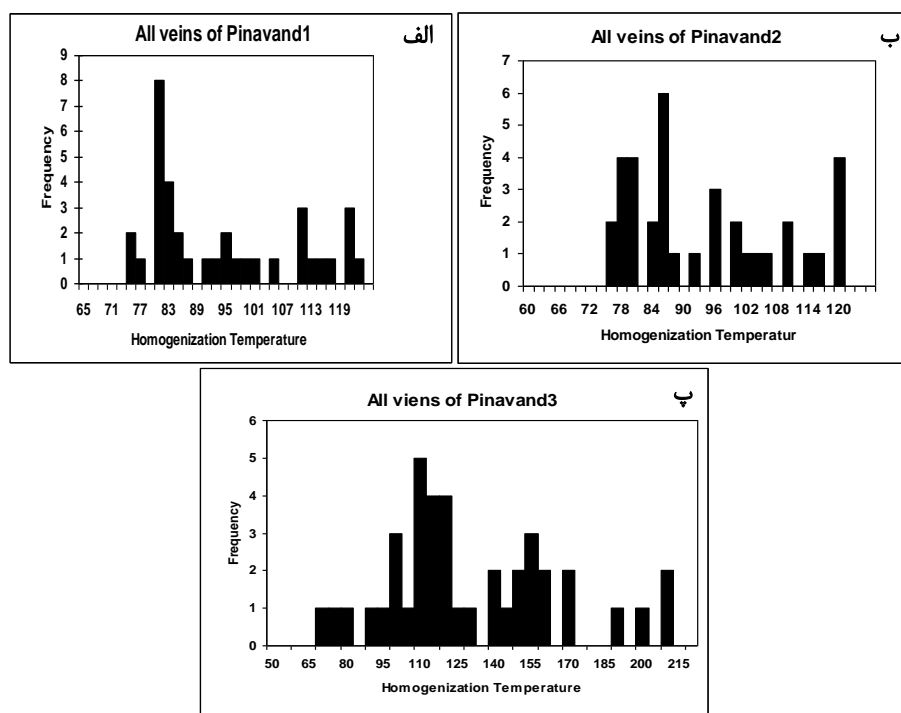 All veins of Pinavand1
الف
9
8
7
6
5
4
3
2
1
0
Frequency
65 71 77 83 89 95 101 107 113 119
Homogenization Temperature
All veins of Pinavand2
ب
7
6
5
4
3
2
1
0
Frequency
60 66 72 78 84 90 96 102 108 114 120
Homogenization Temperatur
All viens of Pinavand3
پ
6
5
4
3
2
1
0
Frequency
50 65 80 95 110 125 140 155 170 185 200 215
Homogenization Temperature